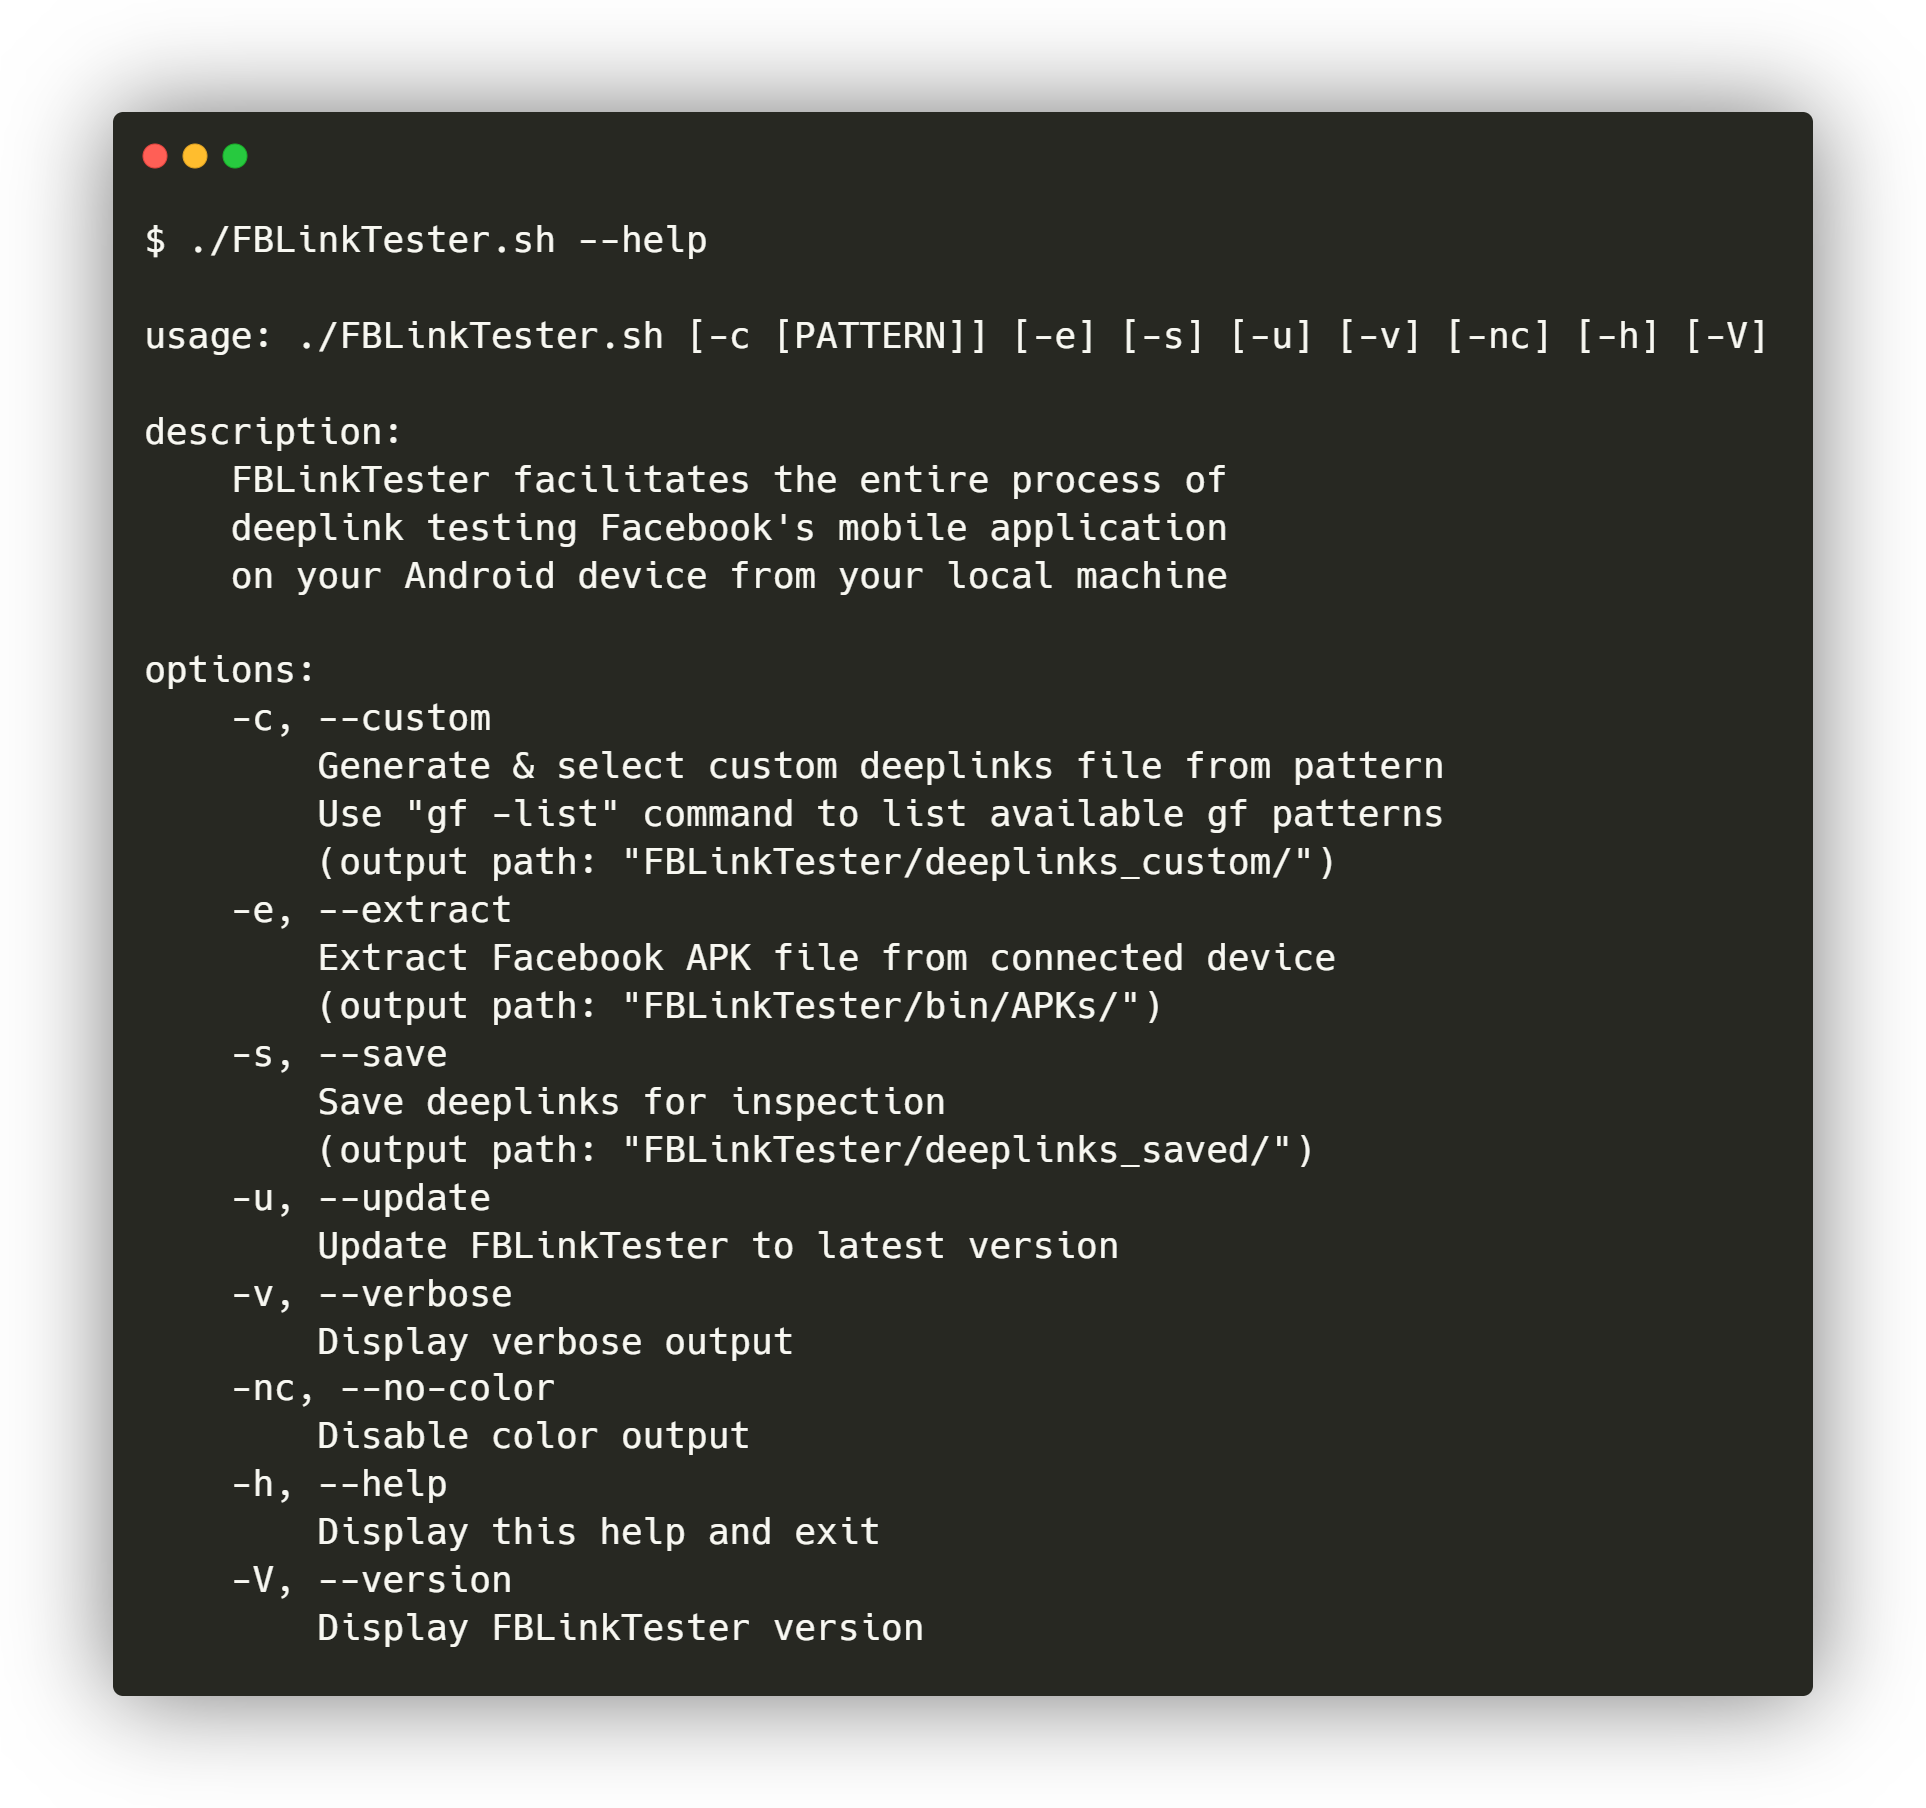 $ ./FBLinkTester.sh --help
usage: ./FBLinkTester.sh [-c [PATTERN]] [-e] [-s] [-u] [-v] [-nc] [-h] [-V]
description:
FBLinkTester facilitates the entire process of
deeplink testing Facebook's mobile application
on your Android device from your local machine
options:
-c, --custom
Generate & select custom deeplinks file from pattern
Use "gf -list" command to list available gf patterns
(output path: "FBLinkTester/deeplinks_custom/")
-e, --extract
Extract Facebook APK file from connected device
(output path: "FBLinkTester/bin/APKs/")
-s, --save
Save deeplinks for inspection
(output path: "FBLinkTester/deeplinks_saved/")
-u, --update
Update FBLinkTester to latest version
-v, --verbose
Display verbose output
-nc, --no-color
Disable color output
-h, --help
Display this help and exit
-V, --version
Display FBLinkTester version